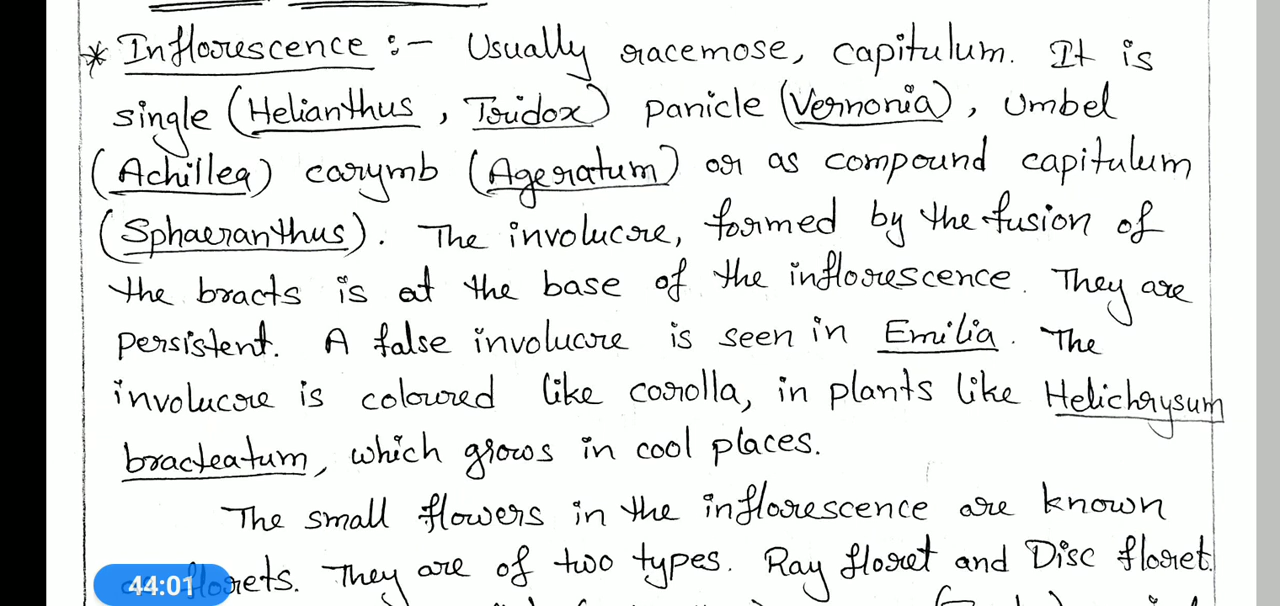 * Inflorescence :- Usually racemose, capitulum. It is
single (Helianthus, Tridox) panicle (Vernonia), Umbel
(Achillea) carymb (Ageratum) or as compound capitulum
(Sphaeranthus). The involucre, formed by the fusion of
the bracts is at the base of the inflorescence. They are
persistent. A false involucre is seen in Emilia. The
involucre is coloured like corolla, in plants like Helichrysum
bracteatum, which grows in cool places.
The small flowers in the inflorescence are known
florets. They are of two types. Ray floret and Disc floret.
44:01